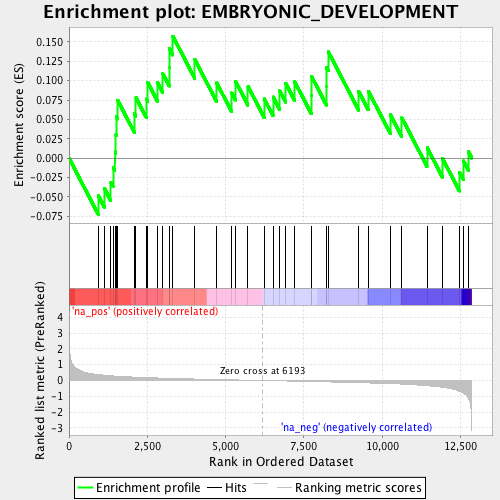 Enrichment plot: EMBRYONIC_DEVELOPMENT
Enrichment score (ES)
0.150
0.125
0.100
0.075
0.050
0.025
0.000
-0.025
-0.050
-0.075
'na_pos' (positively correlated)
Ranked list metric (PreRanked)
4
3
2
1
0
-1
-2
-3
Zero cross at 6193
'na_neg' (negatively correlated)
0
2,500
5,000
7,500
10,000
12,500
Rank in Ordered Dataset
Enrichment profile
Hits
Ranking metric scores